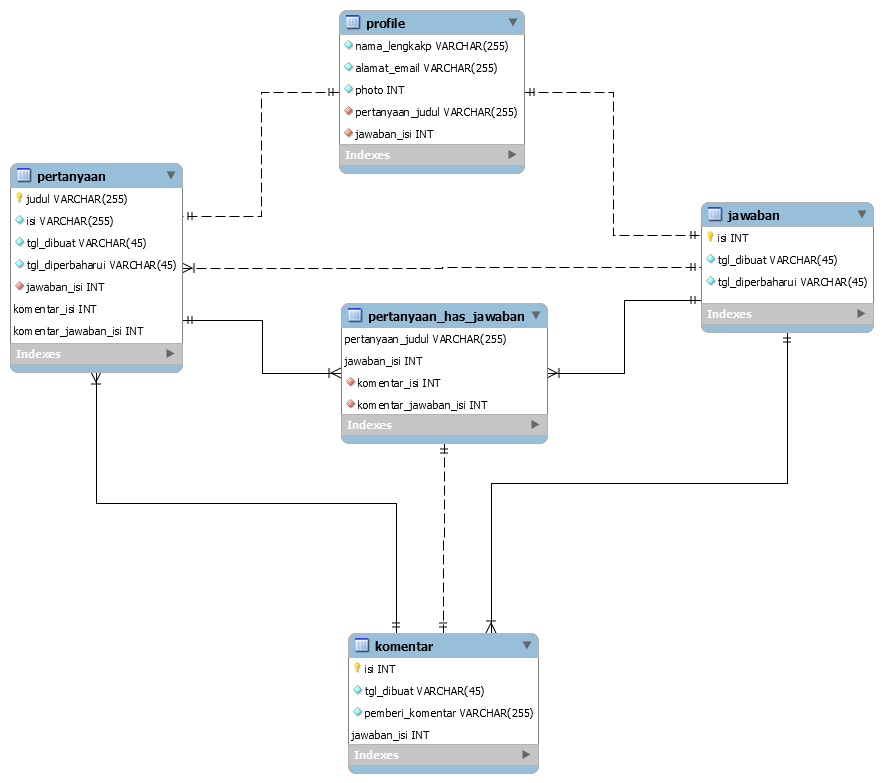 profile
nama_lengkakp VARCHAR(255)
alamat_email VARCHAR(255)
photo INT
pertanyaan_judul VARCHAR(255)
jawaban_isi INT
Indexes
pertanyaan
judul VARCHAR(255)
isi VARCHAR(255)
tgl_dibuat VARCHAR(45)
tgl_diperbaharui VARCHAR(45)
jawaban_isi INT
komentar_isi INT
komentar_jawaban_isi INT
Indexes
jawaban
isi INT
tgl_dibuat VARCHAR(45)
tgl_diperbaharui VARCHAR(45)
Indexes
pertanyaan_has_jawaban
pertanyaan_judul VARCHAR(255)
jawaban_isi INT
komentar_isi INT
komentar_jawaban_isi INT
Indexes
komentar
isi INT
tgl_dibuat VARCHAR(45)
pemberi_komentar VARCHAR(255)
jawaban_isi INT
Indexes